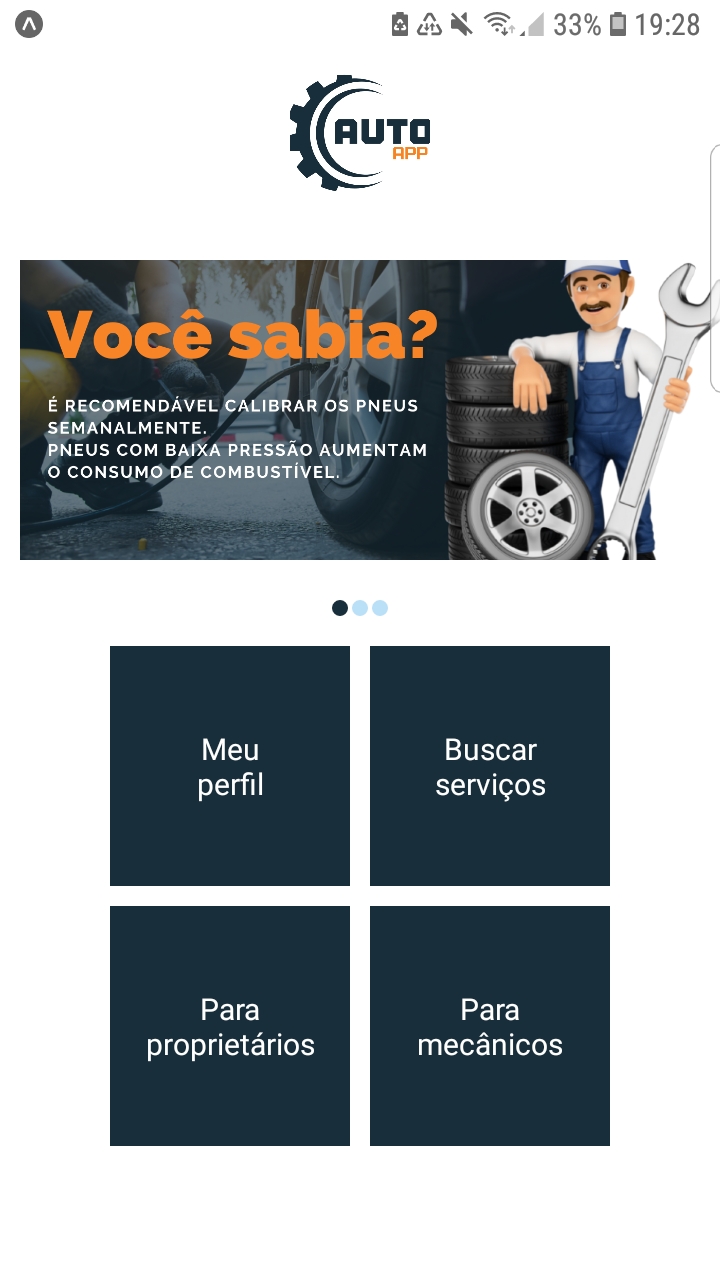 33% 19:28
AUTO
APP
Você sabia?
É RECOMENDÁVEL CALIBRAR OS PNEUS
SEMANALMENTE.
PNEUS COM BAIXA PRESSÃO AUMENTAM
O CONSUMO DE COMBUSTÍVEL.
Meu
perfil
Buscar
serviços
Para
proprietários
Para
mecânicos